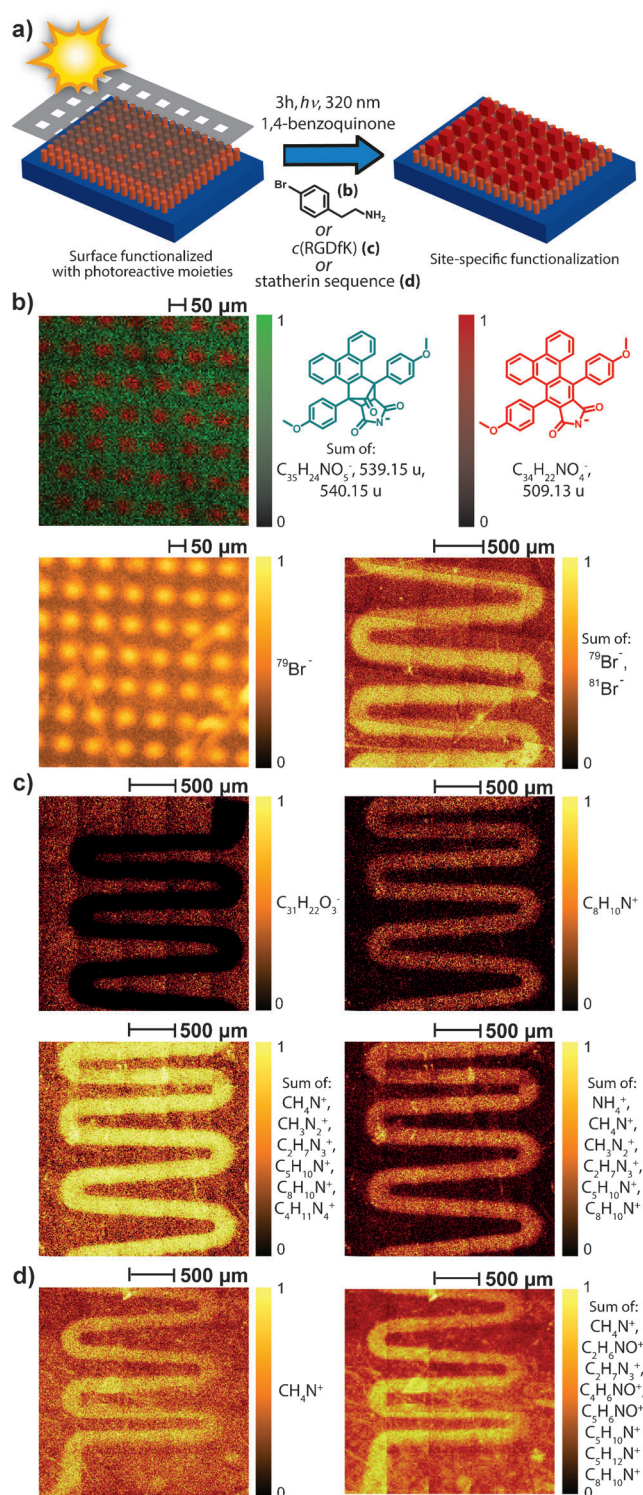 a)
3h, hν, 320 nm
1,4-benzoquinone
Br
(b)
NH₂
or
c(RGDfK) (c)
or
statherin sequence (d)
Surface functionalized
with photoreactive moieties
Site-specific functionalization
b)
50 µm
1
0
O
O
O
O
O
N⁻
Sum of:
C₃₅H₂₄NO₅⁻, 539.15 u,
540.15 u
1
0
O
O
O
O
N⁻
C₃₄H₂₂NO₄⁻,
509.13 u
50 µm
1
⁷⁹Br⁻
0
500 µm
1
Sum of:
⁷⁹Br⁻,
⁸¹Br⁻
0
c)
500 µm
1
C₃₁H₂₂O₃⁻
0
500 µm
1
C₈H₁₀N⁺
0
500 µm
1
Sum of:
CH₄N⁺,
CH₃N₂⁺,
C₂H₇N₃⁺,
C₅H₁₀N⁺,
C₈H₁₀N⁺,
C₄H₁₁N₄⁺
0
500 µm
1
Sum of:
NH₄⁺,
CH₄N⁺,
CH₃N₂⁺,
C₂H₇N₃⁺,
C₅H₁₀N⁺,
C₈H₁₀N⁺
0
d)
500 µm
1
CH₄N⁺
0
500 µm
1
Sum of:
CH₄N⁺,
C₂H₆NO⁺
C₂H₇N₃⁺,
C₄H₆NO⁺,
C₅H₆NO⁺
C₅H₁₀N⁺
C₅H₁₂N⁺
C₈H₁₀N⁺
0